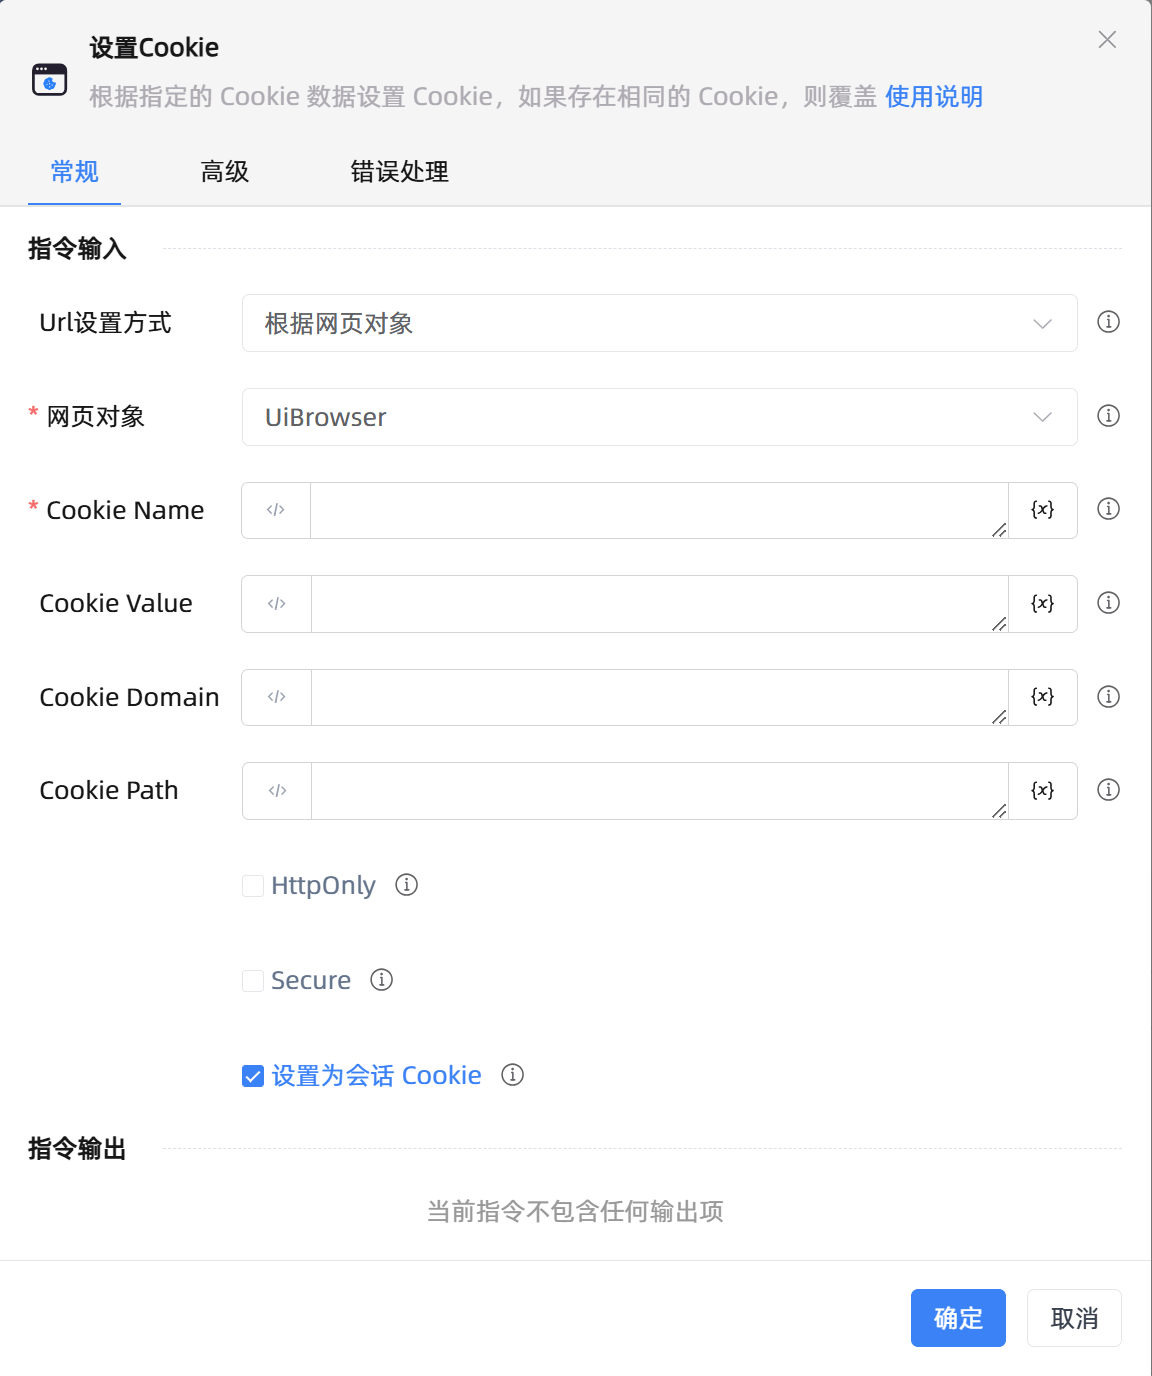 设置Cookie
根据指定的 Cookie 数据设置 Cookie，如果存在相同的 Cookie，则覆盖 使用说明
常规 高级 错误处理
指令输入
Url设置方式 根据网页对象
* 网页对象 UiBrowser
* Cookie Name </> {x}
Cookie Value </> {x}
Cookie Domain </> {x}
Cookie Path </> {x}
HttpOnly
Secure
设置为会话 Cookie
指令输出
当前指令不包含任何输出项
确定 取消